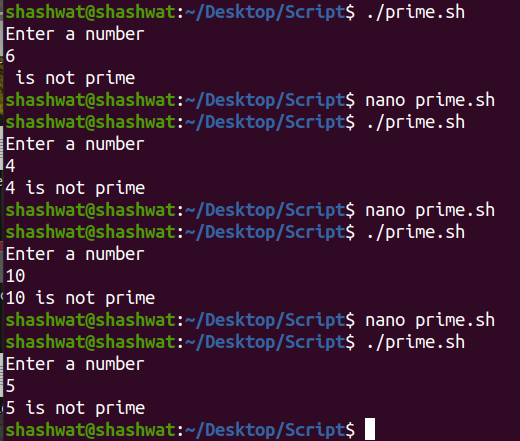 shashwat@shashwat:~/Desktop/Script$ ./prime.sh
Enter a number
6
 is not prime
shashwat@shashwat:~/Desktop/Script$ nano prime.sh
shashwat@shashwat:~/Desktop/Script$ ./prime.sh
Enter a number
4
4 is not prime
shashwat@shashwat:~/Desktop/Script$ nano prime.sh
shashwat@shashwat:~/Desktop/Script$ ./prime.sh
Enter a number
10
10 is not prime
shashwat@shashwat:~/Desktop/Script$ nano prime.sh
shashwat@shashwat:~/Desktop/Script$ ./prime.sh
Enter a number
5
5 is not prime
shashwat@shashwat:~/Desktop/Script$